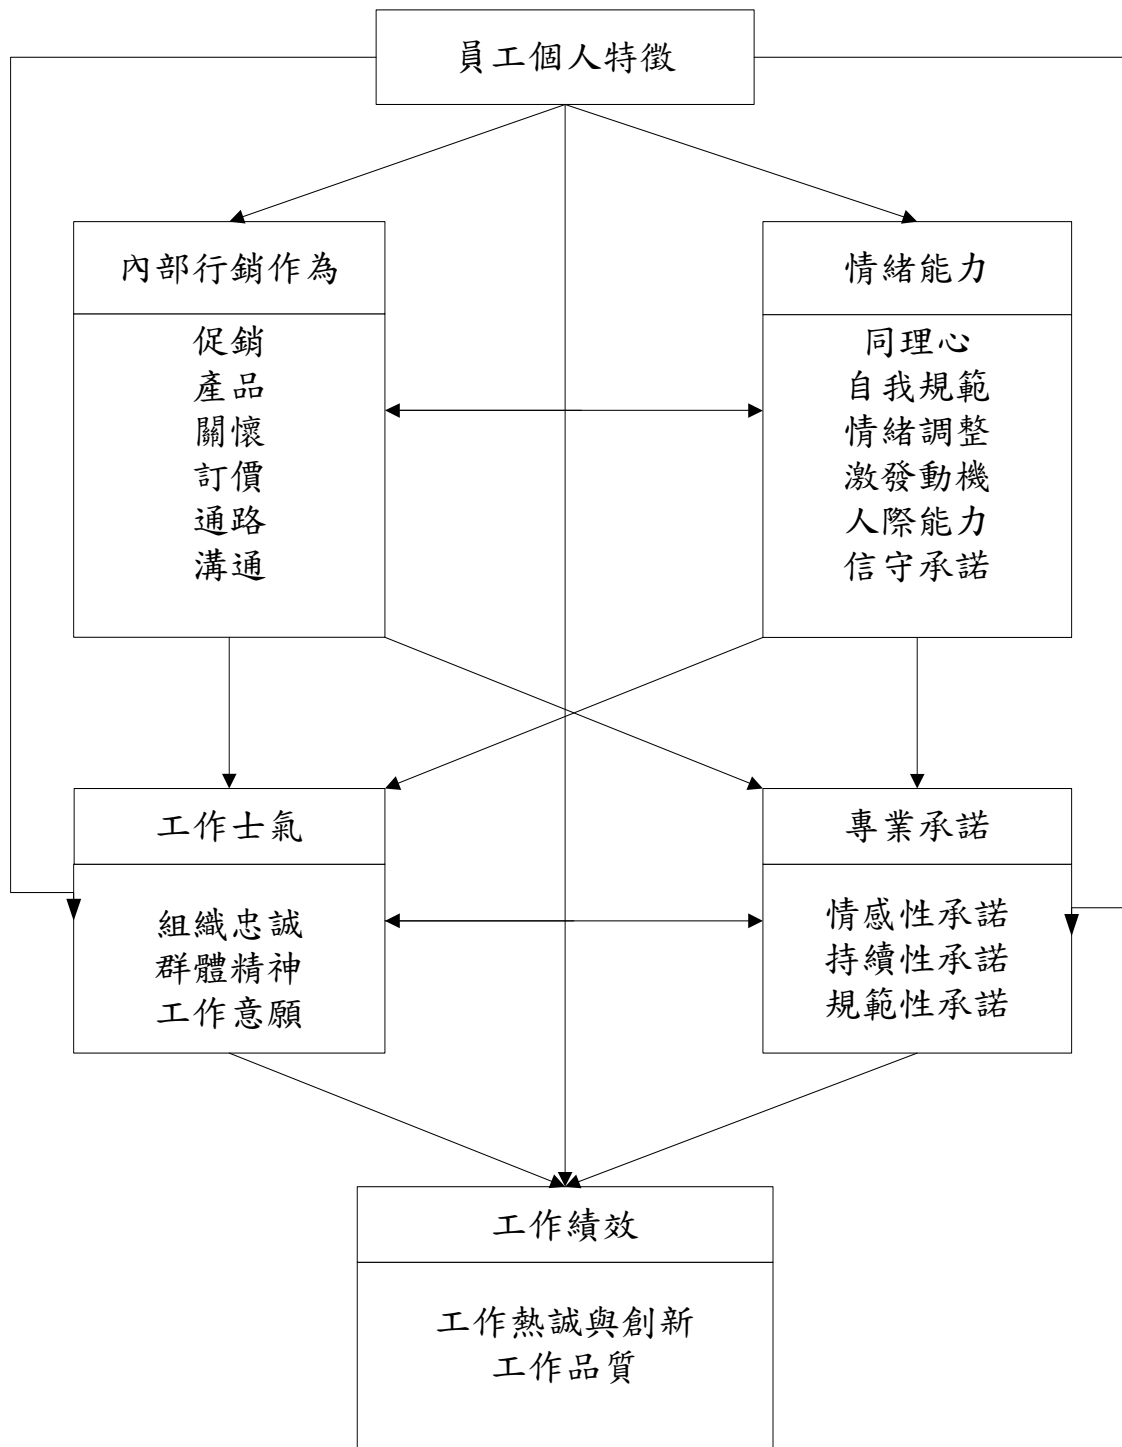 員工個人特徵
內部行銷作為
促銷
產品
關懷
訂價
通路
溝通
情緒能力
同理心
自我規範
情緒調整
激發動機
人際能力
信守承諾
工作士氣
組織忠誠
群體精神
工作意願
專業承諾
情感性承諾
持續性承諾
規範性承諾
工作績效
工作熱誠與創新
工作品質